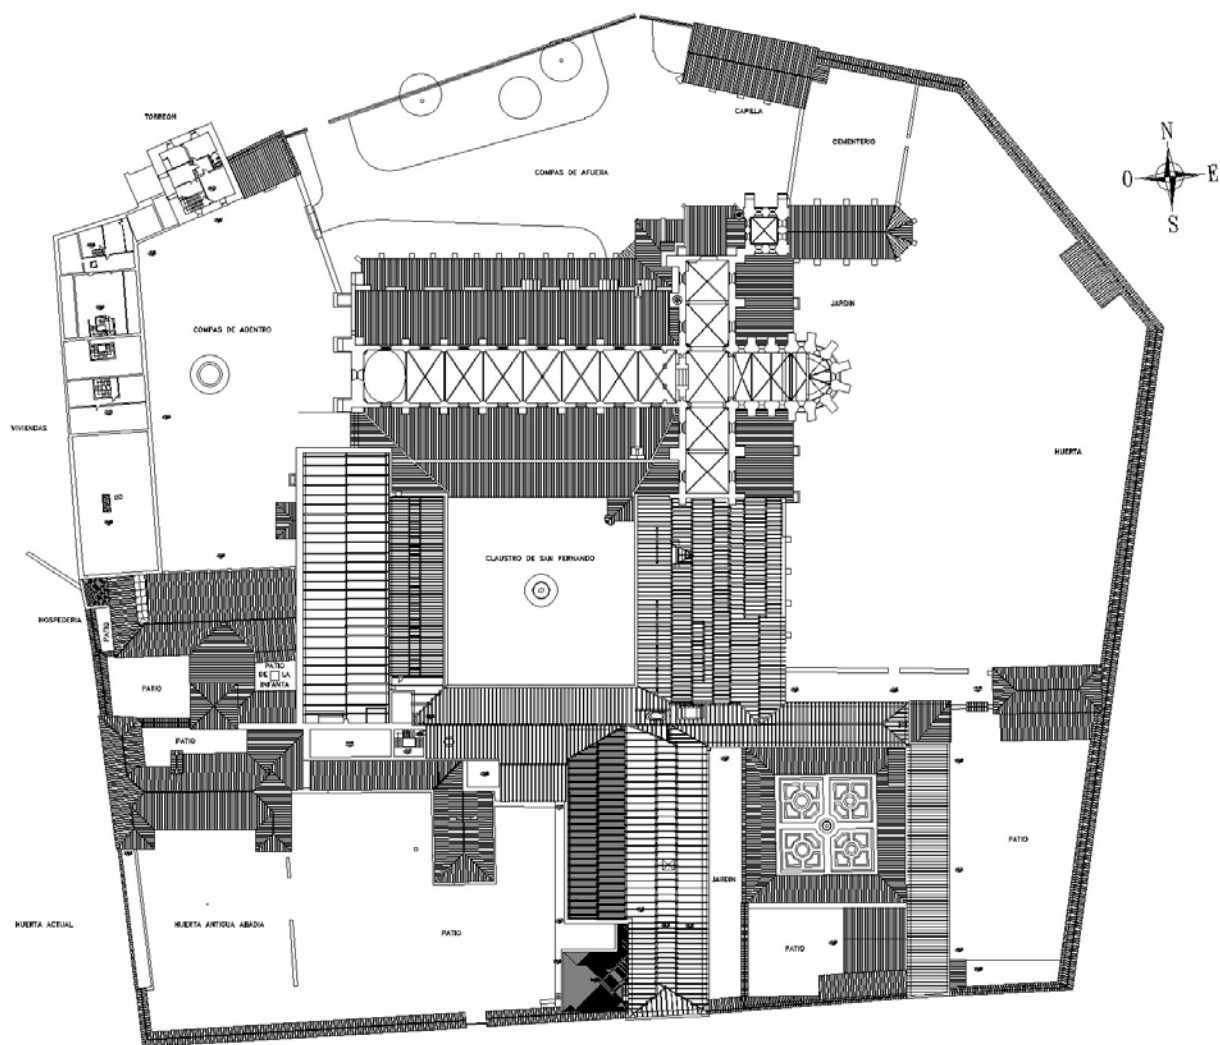 TORREON
CAPILLA
CEMENTERIO
COMPAS DE AFUERA
N
O
E
S
JARDIN
COMPAS DE ADENTRO
VIVIENDAS
HUERTA
CLAUSTRO DE SAN FERNANDO
HOSPEDERIA
PATIO
PATIO
DE LA
INFANTA
PATIO
PATIO
PATIO
JARDIN
HUERTA ACTUAL
HUERTA ANTIGUA ABADIA
PATIO
PATIO